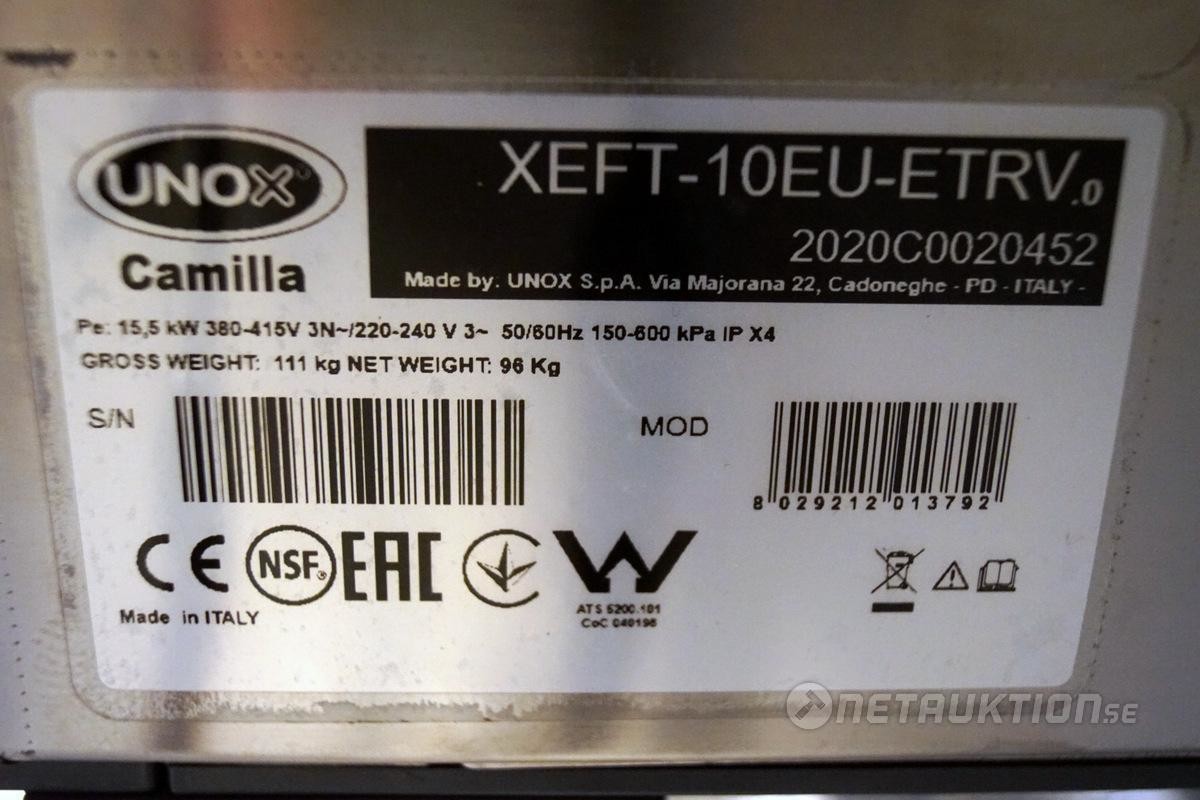 UNOX
Camilla
XEFT-10EU-ETRV.0
2020C0020452
Made by: UNOX S.p.A. Via Majorana 22, Cadoneghe - PD - ITALY -
Pe: 15,5 kW 380-415V 3N~/220-240 V 3~ 50/60Hz 150-600 kPa IP X4
GROSS WEIGHT: 111 kg NET WEIGHT: 96 Kg
S/N
MOD
8 029212 013792
CE NSF® EAC
ATS 5200.101
CoC 040196
Made in ITALY
NETAUKTION.SE